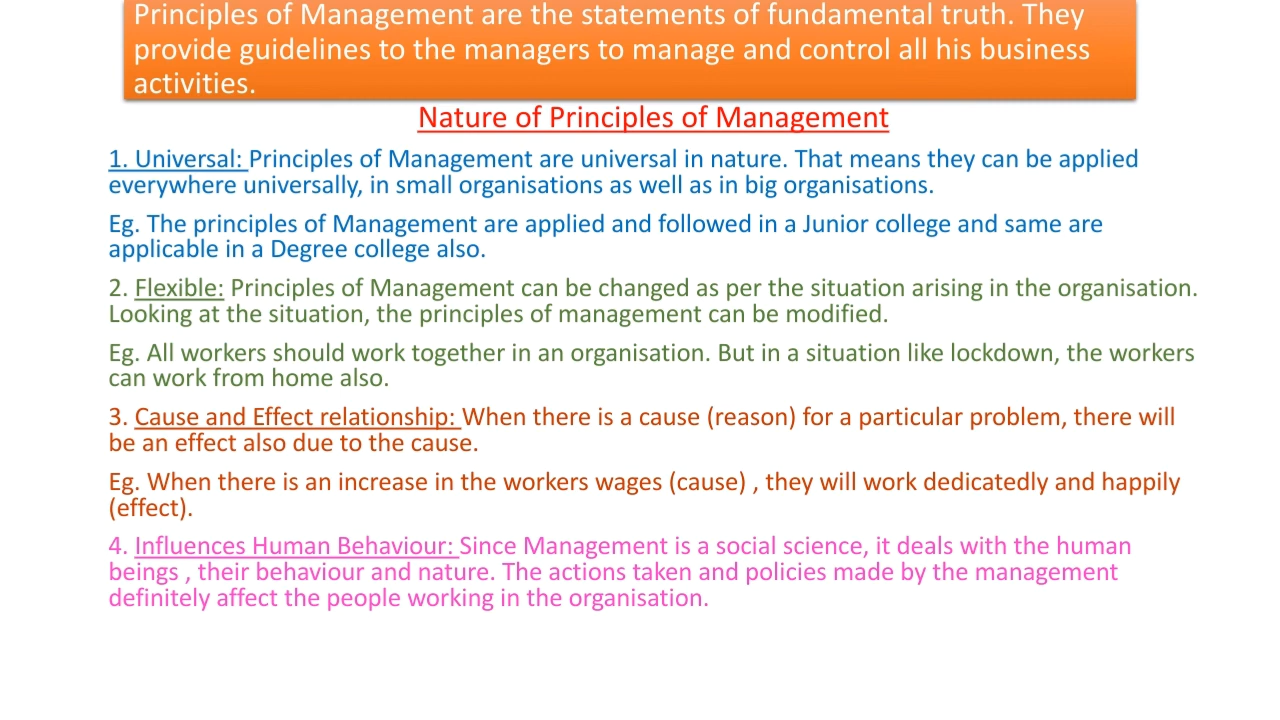 Principles of Management are the statements of fundamental truth. They
provide guidelines to the managers to manage and control all his business
activities.
Nature of Principles of Management
1. Universal: Principles of Management are universal in nature. That means they can be applied
everywhere universally, in small organisations as well as in big organisations.
Eg. The principles of Management are applied and followed in a Junior college and same are
applicable in a Degree college also.
2. Flexible: Principles of Management can be changed as per the situation arising in the organisation.
Looking at the situation, the principles of management can be modified.
Eg. All workers should work together in an organisation. But in a situation like lockdown, the workers
can work from home also.
3. Cause and Effect relationship: When there is a cause (reason) for a particular problem, there will
be an effect also due to the cause.
Eg. When there is an increase in the workers wages (cause) , they will work dedicatedly and happily
(effect).
4. Influences Human Behaviour: Since Management is a social science, it deals with the human
beings , their behaviour and nature. The actions taken and policies made by the management
definitely affect the people working in the organisation.